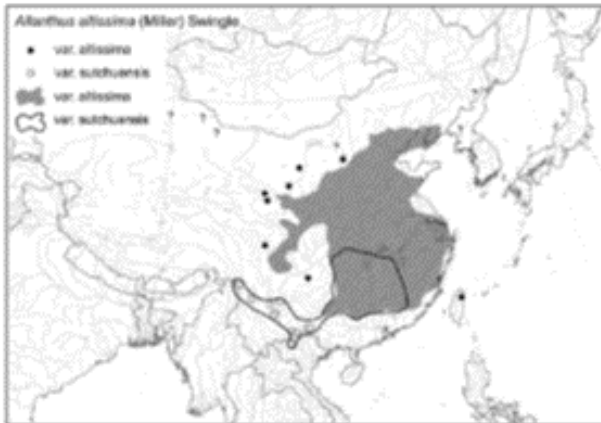 Ailanthus altissima (Miller) Swingle
var. altissima
var. sutchuensis
var. altissima
var. sutchuensis
?
?
?
?
?